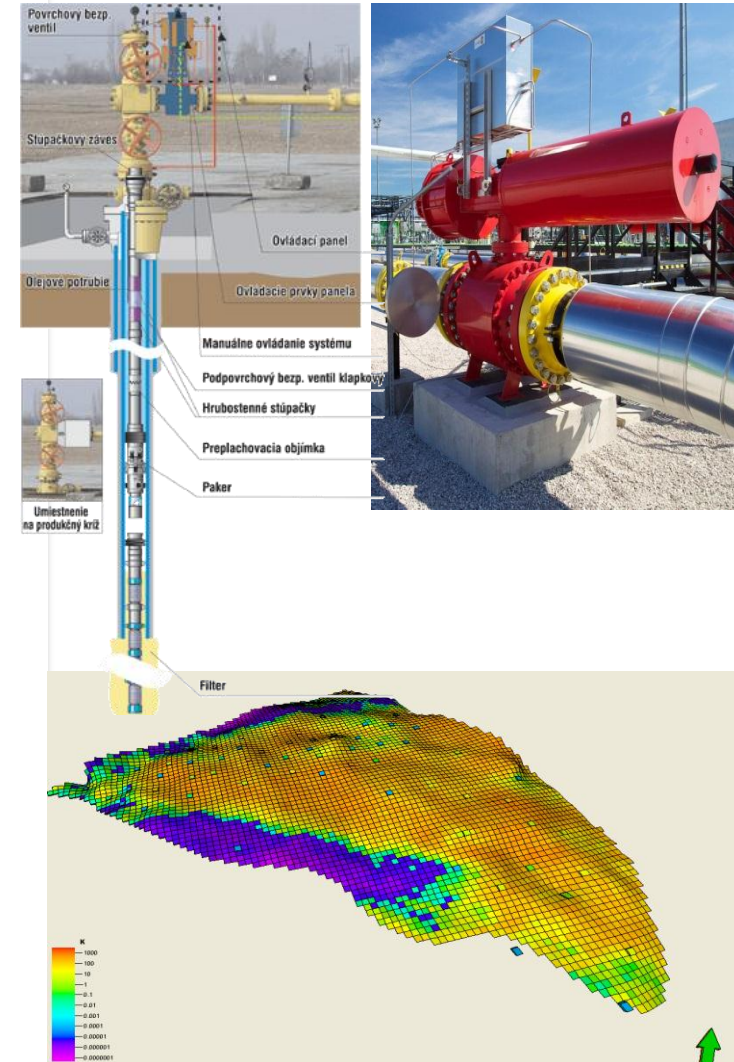 Povrchový bezp.
ventil
Stupačkový záves
Ovládací panel
Olejové potrubie
Ovládacie prvky panela
Manuálne ovládanie systému
Podpovrchový bezp. ventil klapkový
Hrubostenné stúpačky
Preplachovacia objímka
Paker
Umiestnenie
na produkčný kríž
Filter
K
1000
100
10
1
0.1
0.01
0.001
0.0001
0.00001
0.000001
0.0000001